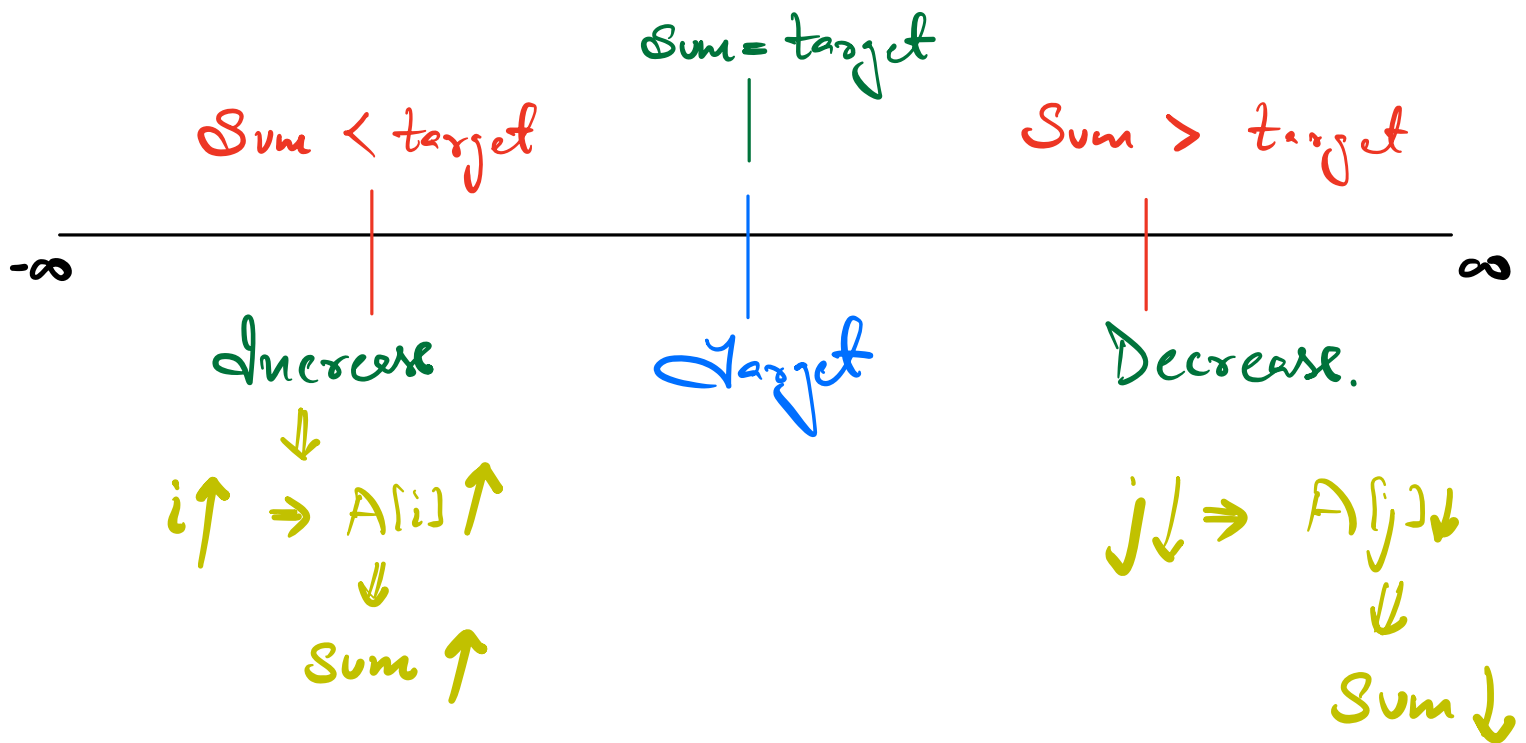 Sum = target
Sum < target
Sum > target
-∞
∞
Increase
Target
Decrease.
⇓
i↑ ⇒ A[i]↑
j↓ ⇒ A[j]↓
⇓
⇓
Sum ↑
Sum ↓